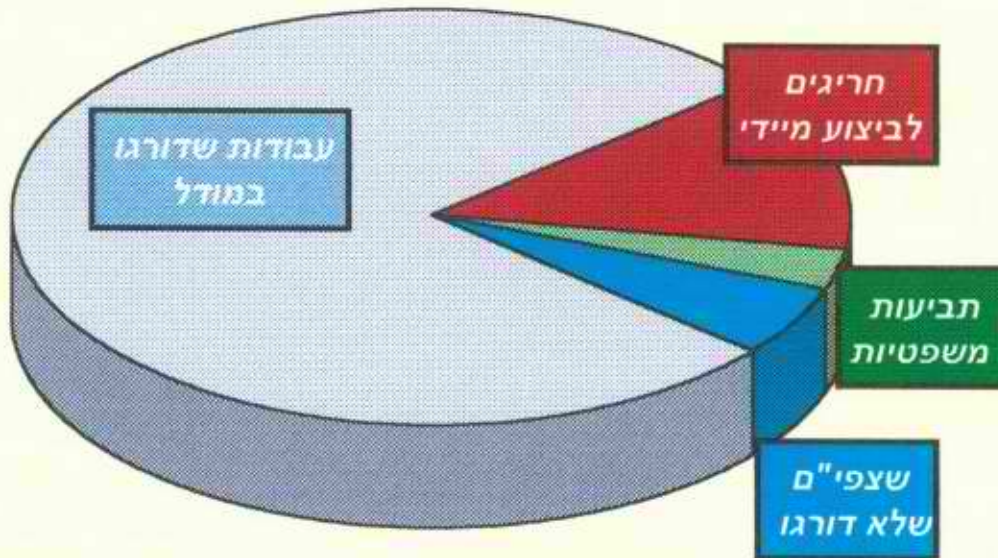 חריגים
לביצוע מיידי
עבודות שדורגו
במודל
תביעות
משפטיות
שצפי"ם
שלא דורגו